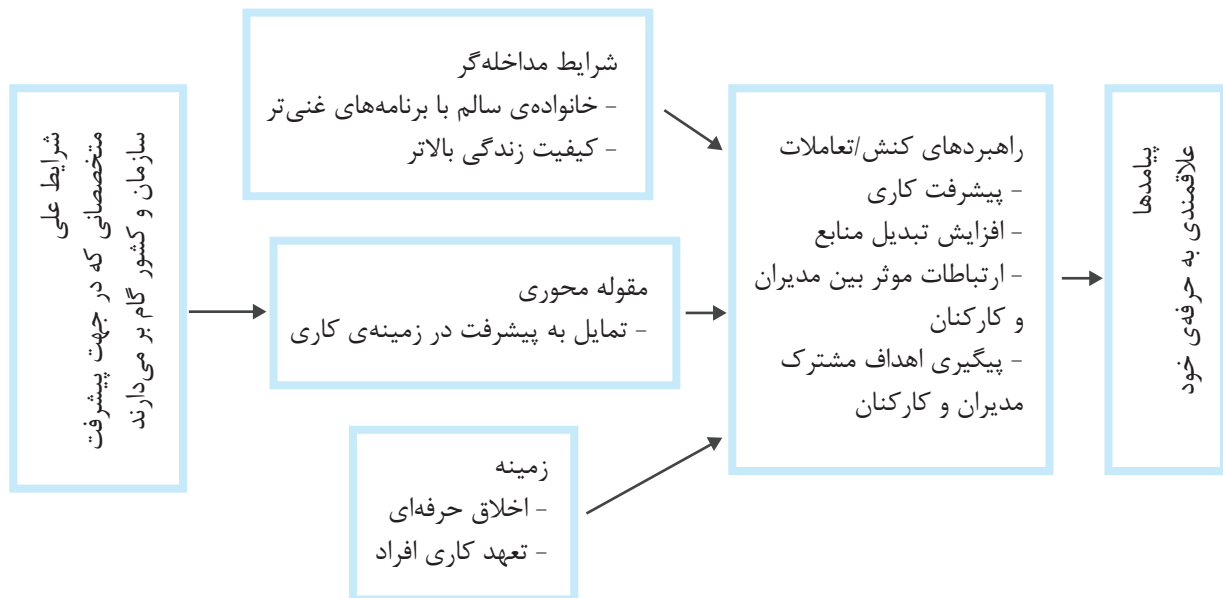 شرایط علی
متخصصانی که در جهت پیشرفت
سازمان و کشور گام بر می‌دارند
شرایط مداخله‌گر
- خانواده‌ی سالم با برنامه‌های غنی‌تر
- کیفیت زندگی بالاتر
مقوله محوری
- تمایل به پیشرفت در زمینه‌ی کاری
زمینه
- اخلاق حرفه‌ای
- تعهد کاری افراد
راهبردهای کنش/تعاملات
- پیشرفت کاری
- افزایش تبدیل منابع
- ارتباطات موثر بین مدیران
و کارکنان
- پیگیری اهداف مشترک
مدیران و کارکنان
پیامدها
علاقمندی به حرفه‌ی خود